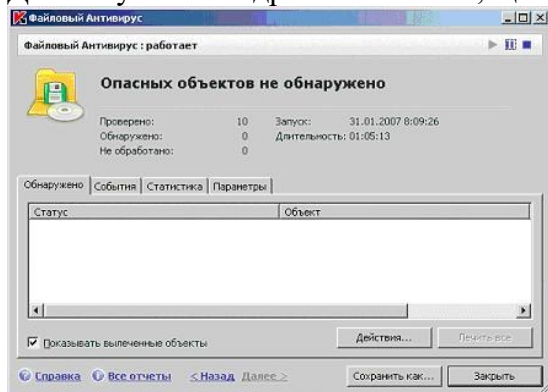 Файловый Антивирус
Файловый Антивирус : работает
Опасных объектов не обнаружено
Проверено: 10 Запуск: 31.01.2007 8:09:26
Обнаружено: 0 Длительность: 01:05:13
Не обработано: 0
Обнаружено События Статистика Параметры
Статус Объект
Показывать вылеченные объекты Действия... Лечить все
Справка Все отчеты < Назад Далее > Сохранить как... Закрыть